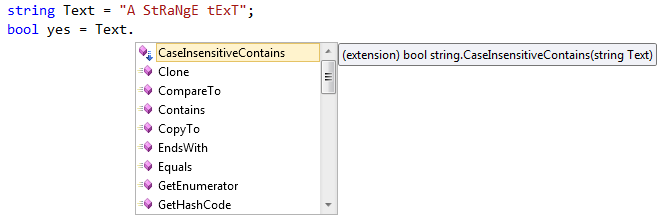 string Text = "A StRaNgE tExT";
bool yes = Text.
CaseInsensitiveContains
(extension) bool string.CaseInsensitiveContains(string Text)
Clone
CompareTo
Contains
CopyTo
EndsWith
Equals
GetEnumerator
GetHashCode